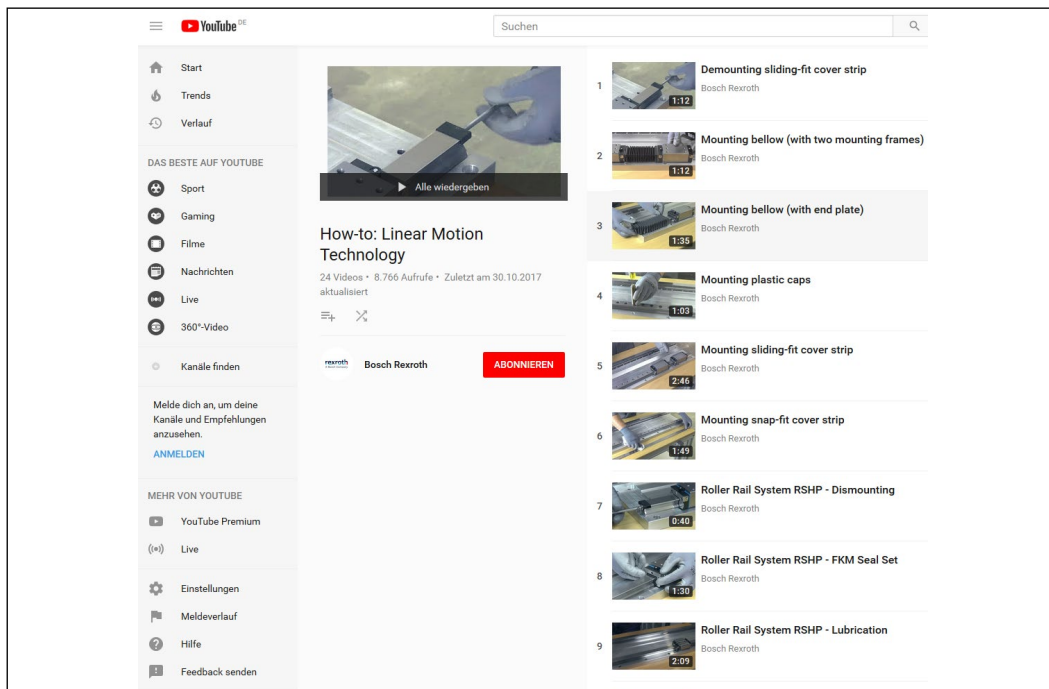 YouTube DE
Suchen
Start
Trends
Verlauf
DAS BESTE AUF YOUTUBE
Sport
Gaming
Filme
Nachrichten
Live
360°-Video
Kanäle finden
Melde dich an, um deine
Kanäle und Empfehlungen
anzusehen.
ANMELDEN
MEHR VON YOUTUBE
YouTube Premium
Live
Einstellungen
Meldeverlauf
Hilfe
Feedback senden
Alle wiedergeben
How-to: Linear Motion
Technology
24 Videos • 8.766 Aufrufe • Zuletzt am 30.10.2017
aktualisiert
rexroth
Bosch Rexroth
ABONNIEREN
1
1:12
Demounting sliding-fit cover strip
Bosch Rexroth
2
1:12
Mounting bellow (with two mounting frames)
Bosch Rexroth
3
1:35
Mounting bellow (with end plate)
Bosch Rexroth
4
1:03
Mounting plastic caps
Bosch Rexroth
5
2:46
Mounting sliding-fit cover strip
Bosch Rexroth
6
1:49
Mounting snap-fit cover strip
Bosch Rexroth
7
0:40
Roller Rail System RSHP - Dismounting
Bosch Rexroth
8
1:30
Roller Rail System RSHP - FKM Seal Set
Bosch Rexroth
9
2:09
Roller Rail System RSHP - Lubrication
Bosch Rexroth